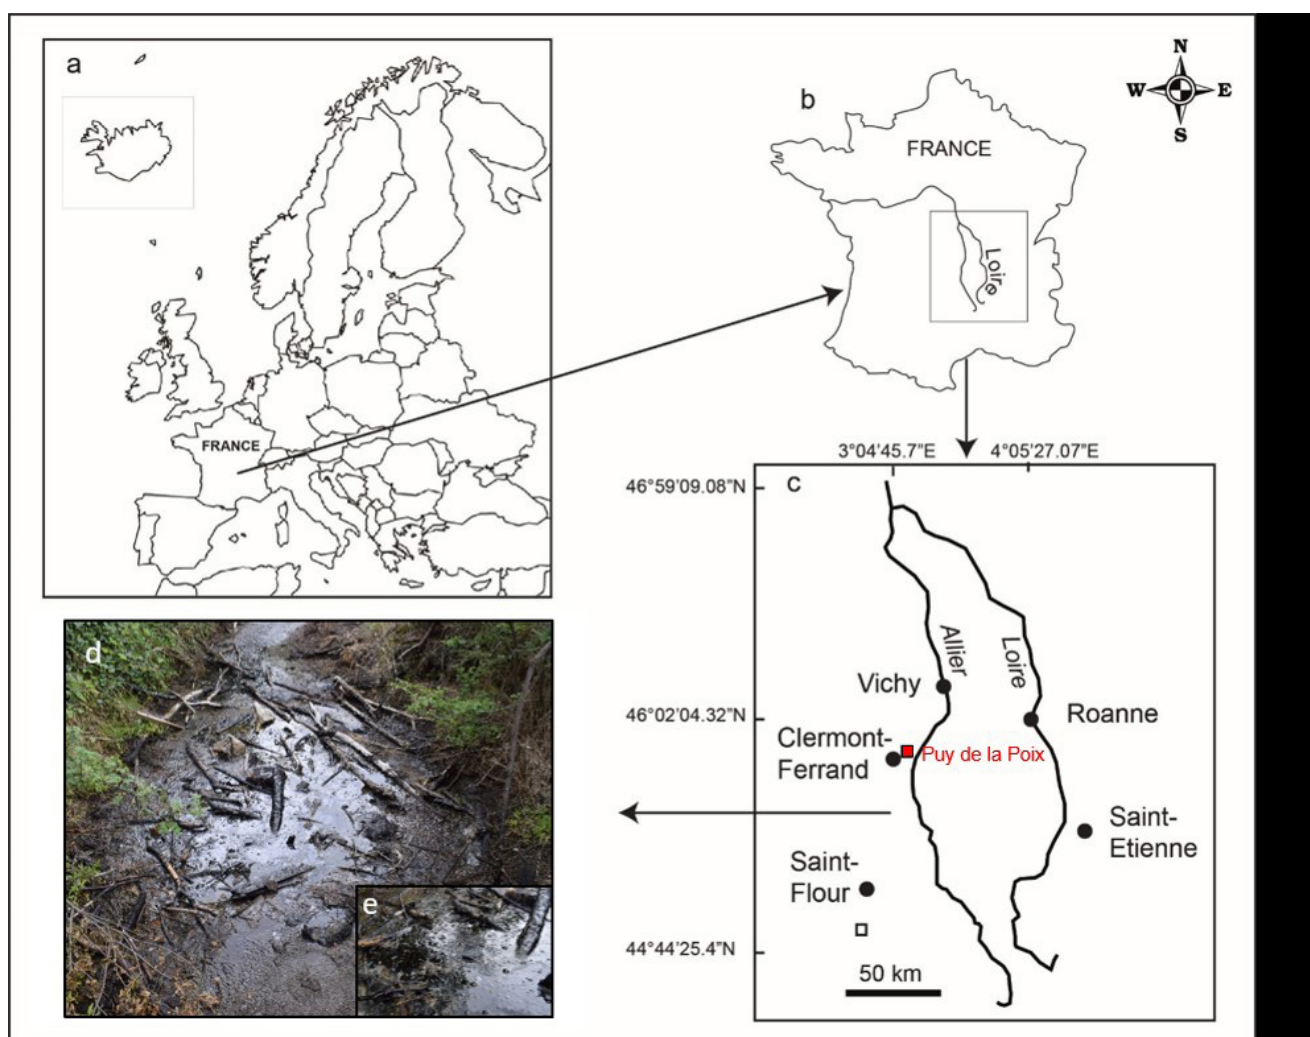 a
FRANCE
b
FRANCE
Loire
N
W
E
S
3°04'45.7"E
4°05'27.07"E
46°59'09.08"N
46°02'04.32"N
44°44'25.4"N
c
Allier
Loire
Vichy
Roanne
Clermont-
Ferrand
Puy de la Poix
Saint-
Etienne
Saint-
Flour
50 km
d
e